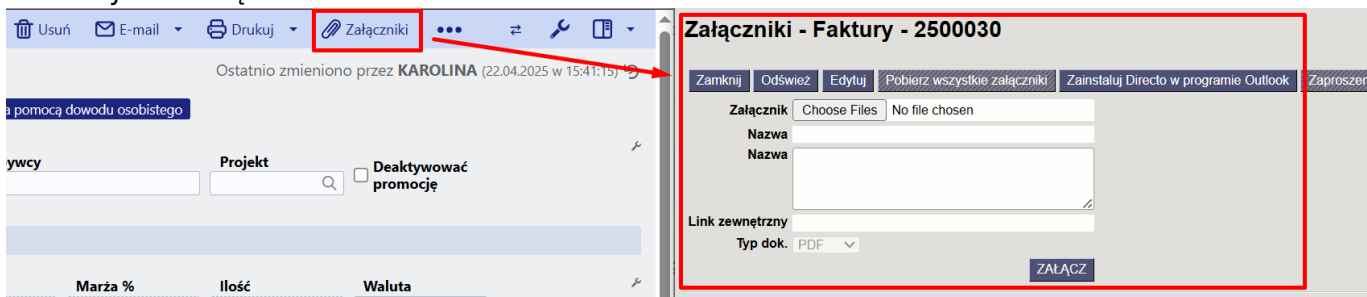 Usuń E-mail Drukuj Załączniki
Ostatnio zmieniono przez KAROLINA (22.04.2025 w 15:41:15)
a pomocą dowodu osobistego
ywcy Projekt Deaktywować promocję
Marża % Ilość Waluta
Załączniki - Faktury - 2500030
Zamknij Odśwież Edytuj Pobierz wszystkie załączniki Zainstaluj Directo w programie Outlook Zaproszen
Załącznik Choose Files No file chosen
Nazwa
Nazwa
Link zewnętrzny
Typ dok. PDF
ZAŁĄCZ